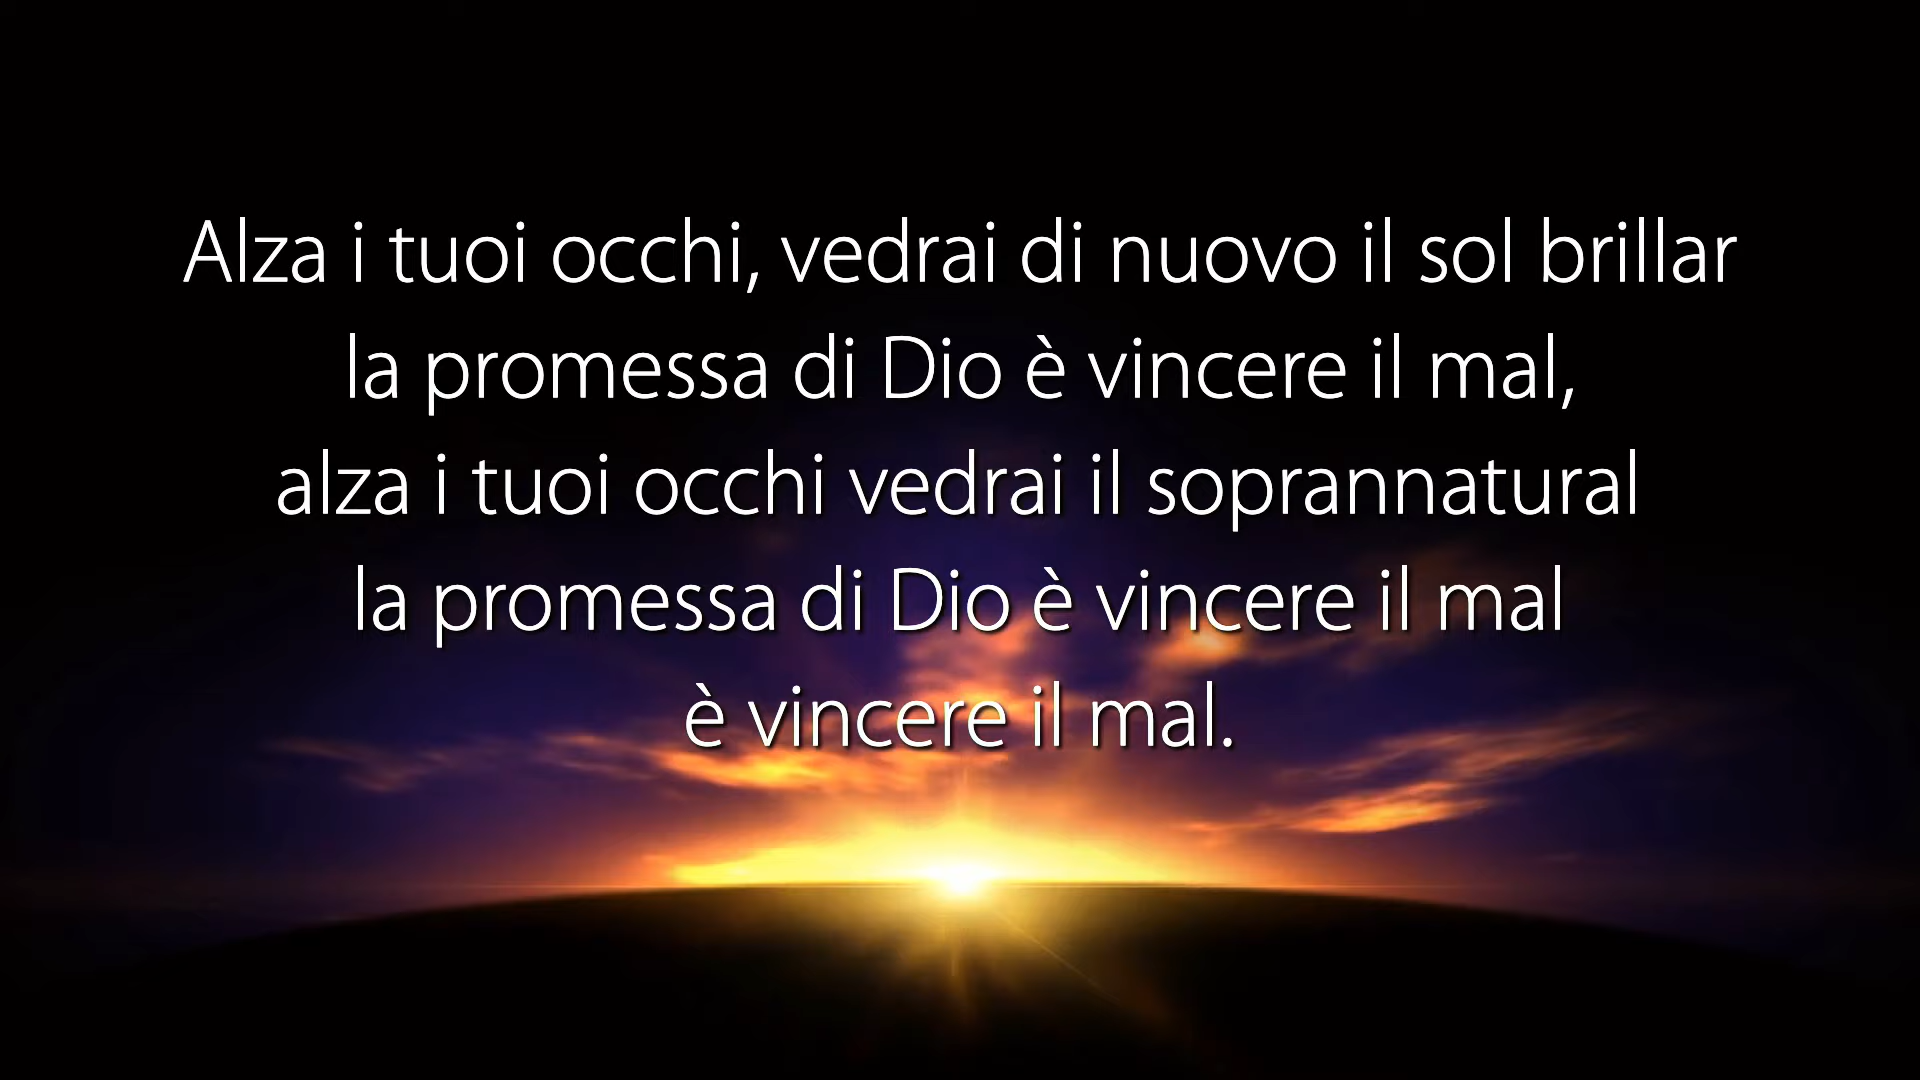 Alza i tuoi occhi, vedrai di nuovo il sol brillar
la promessa di Dio è vincere il mal,
alza i tuoi occhi vedrai il soprannatural
la promessa di Dio è vincere il mal
è vincere il mal.